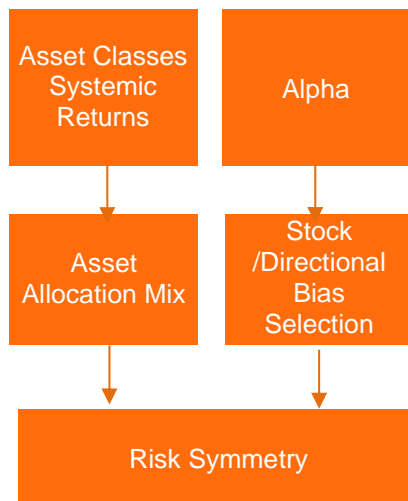 Asset Classes
Systemic
Returns
Alpha
Asset
Allocation Mix
Stock
/Directional
Bias
Selection
Risk Symmetry